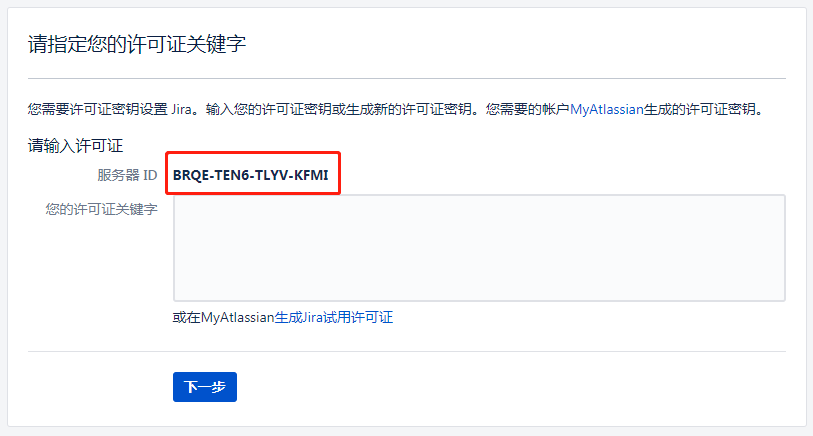 请指定您的许可证关键字
您需要许可证密钥设置 Jira。输入您的许可证密钥或生成新的许可证密钥。您需要的帐户MyAtlassian生成的许可证密钥。
请输入许可证
服务器 ID BRQE-TEN6-TLYV-KFMI
您的许可证关键字
或在MyAtlassian生成Jira试用许可证
下一步